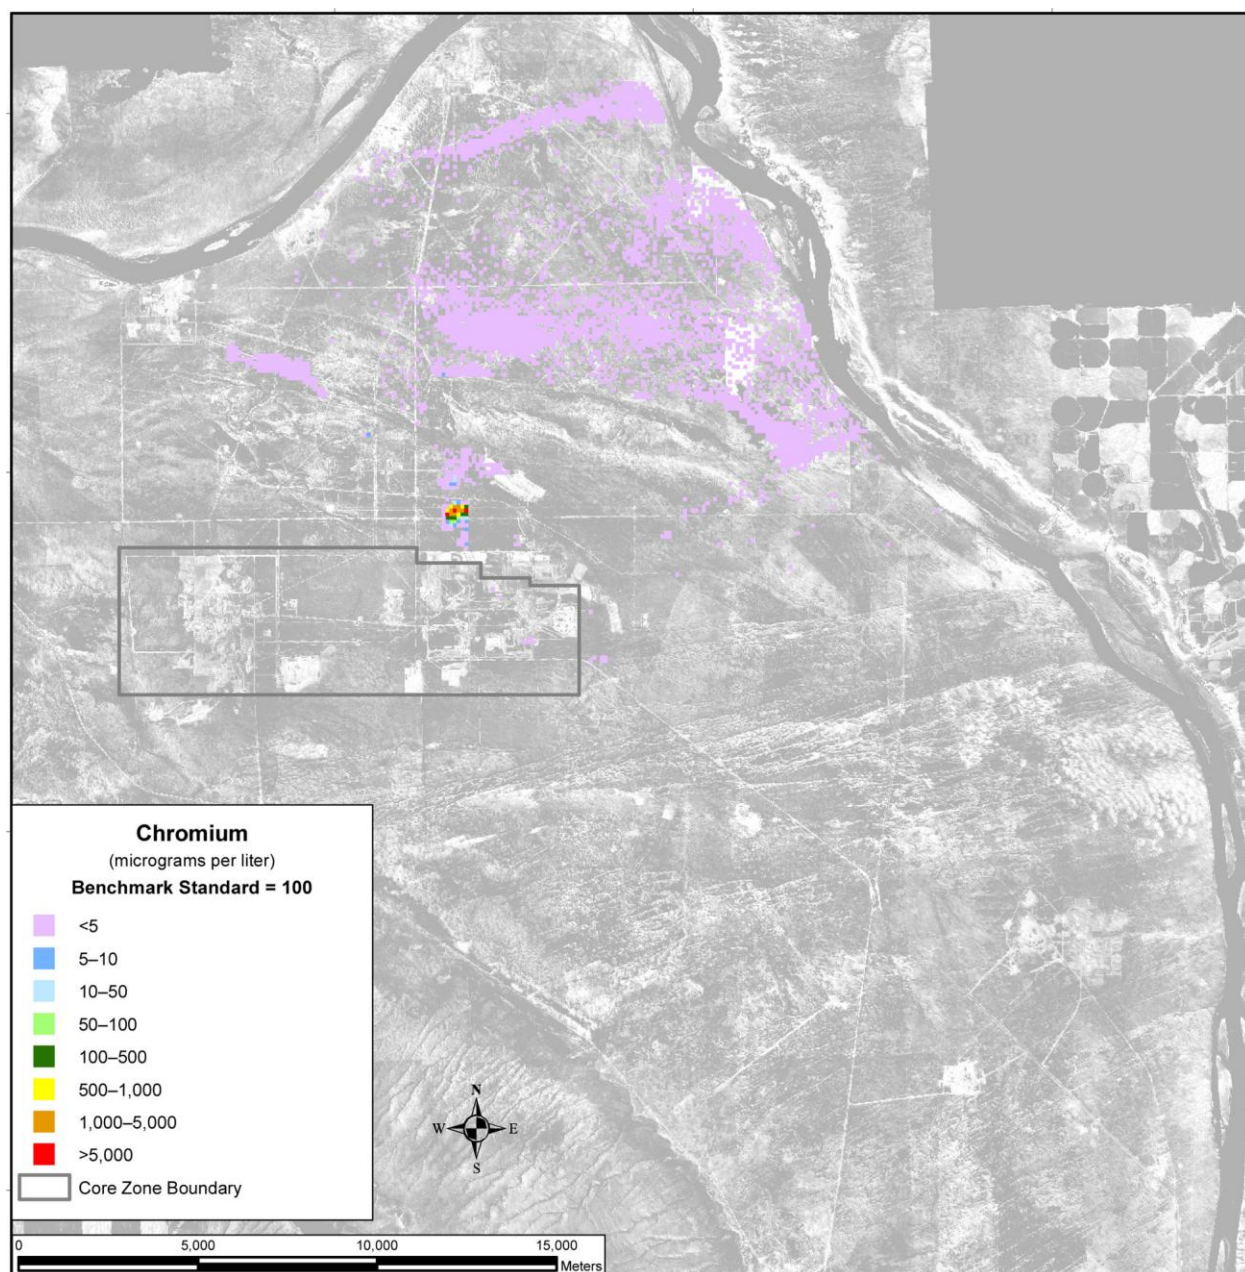 Chromium
(micrograms per liter)
Benchmark Standard = 100
<5
5–10
10–50
50–100
100–500
500–1,000
1,000–5,000
>5,000
Core Zone Boundary
N
W E
S
0 5,000 10,000 15,000
Meters